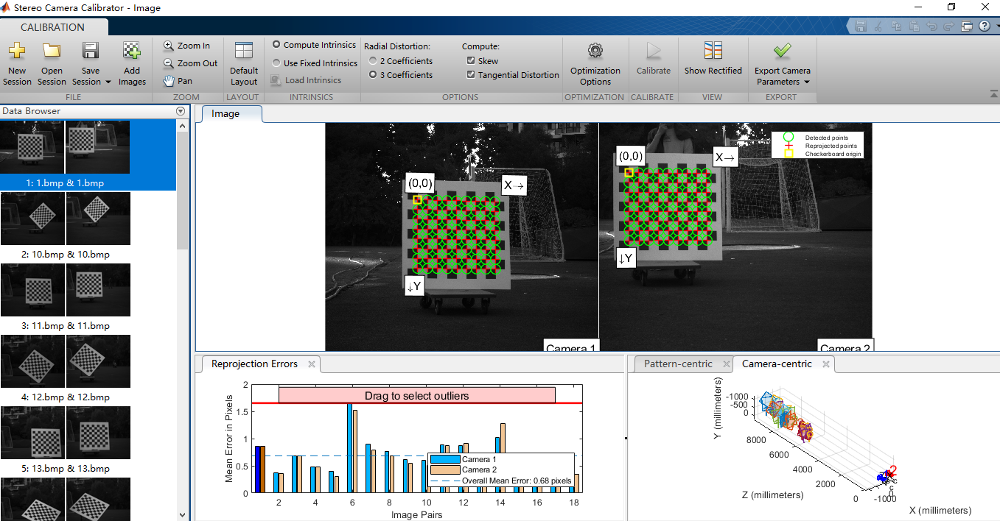 Stereo Camera Calibrator - Image
CALIBRATION
New Session
Open Session
Save Session
Add Images
FILE
Zoom In
Zoom Out
Pan
ZOOM
Default Layout
LAYOUT
Compute Intrinsics
Use Fixed Intrinsics
Load Intrinsics
INTRINSICS
Radial Distortion:
2 Coefficients
3 Coefficients
Compute:
Skew
Tangential Distortion
OPTIONS
Optimization Options
OPTIMIZATION
Calibrate
CALIBRATE
Show Rectified
VIEW
Export Camera Parameters
EXPORT
Data Browser
1: 1.bmp & 1.bmp
2: 10.bmp & 10.bmp
3: 11.bmp & 11.bmp
4: 12.bmp & 12.bmp
5: 13.bmp & 13.bmp
Image
(0,0)
X→
↓Y
Camera 1
(0,0)
X→
↓Y
Camera 2
Detected points
Reprojected points
Checkerboard origin
Reprojection Errors
Drag to select outliers
Mean Error in Pixels
2
1.5
1
0.5
0
Camera 1
Camera 2
Overall Mean Error: 0.68 pixels
2 4 6 8 10 12 14 16 18
Image Pairs
Pattern-centric
Camera-centric
Y (millimeters)
-1000
-500
0
8000
6000
4000
2000
0
Z (millimeters)
0
-1000
X (millimeters)
2